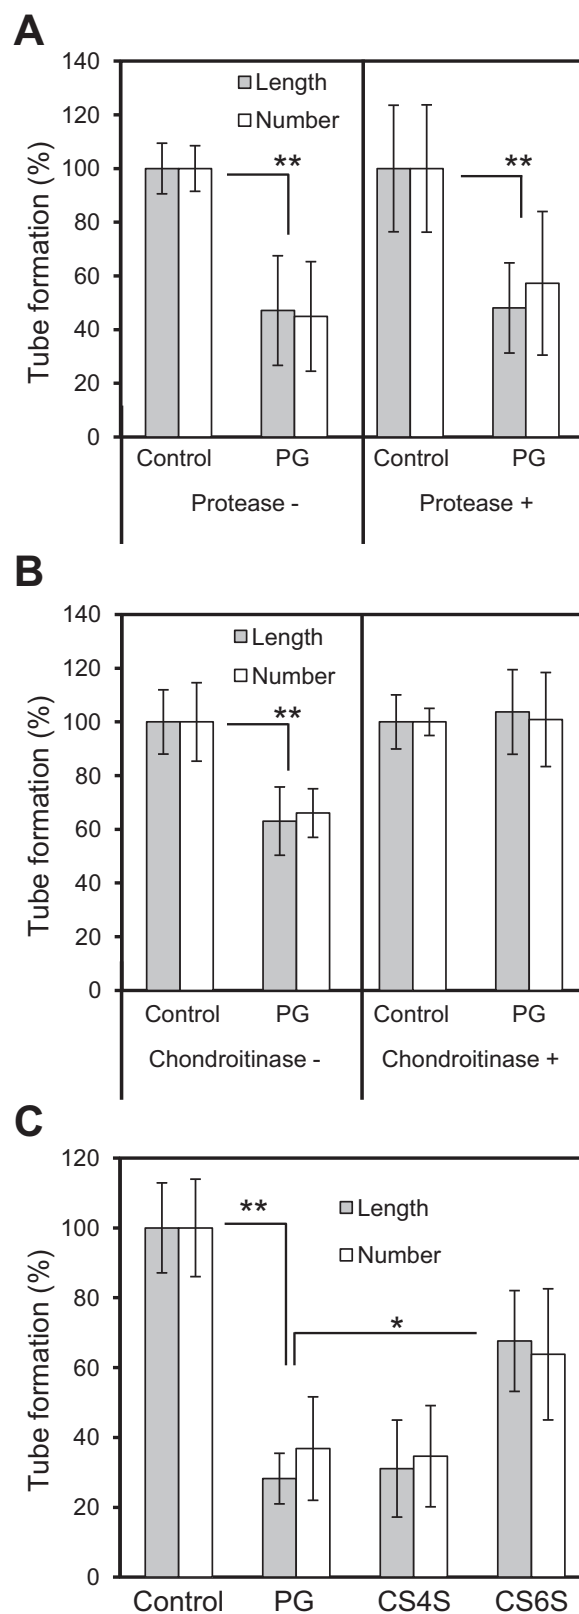 A
Tube formation (%)
140
120
100
80
60
40
20
0
Length
Number
**
**
Control PG Control PG
Protease - Protease +
B
Tube formation (%)
140
120
100
80
60
40
20
0
Length
Number
**
Control PG Control PG
Chondroitinase - Chondroitinase +
C
Tube formation (%)
120
100
80
60
40
20
0
Length
Number
**
*
Control PG CS4S CS6S